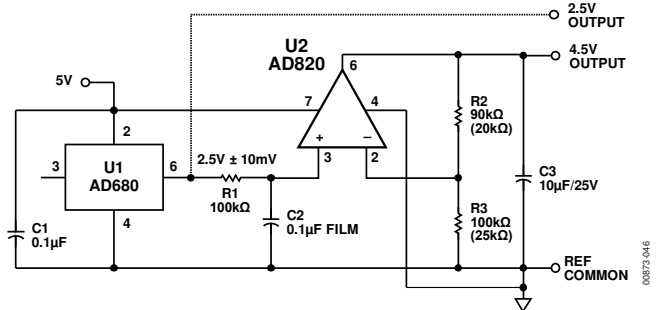 2.5V
OUTPUT
U2
AD820
6
4.5V
OUTPUT
5V
7
4
R2
90kΩ
(20kΩ)
2
+
–
U1
AD680
3
6
2.5V ± 10mV
3
2
R1
100kΩ
C3
10µF/25V
C1
0.1µF
4
C2
0.1µF FILM
R3
100kΩ
(25kΩ)
REF
COMMON
00873-046